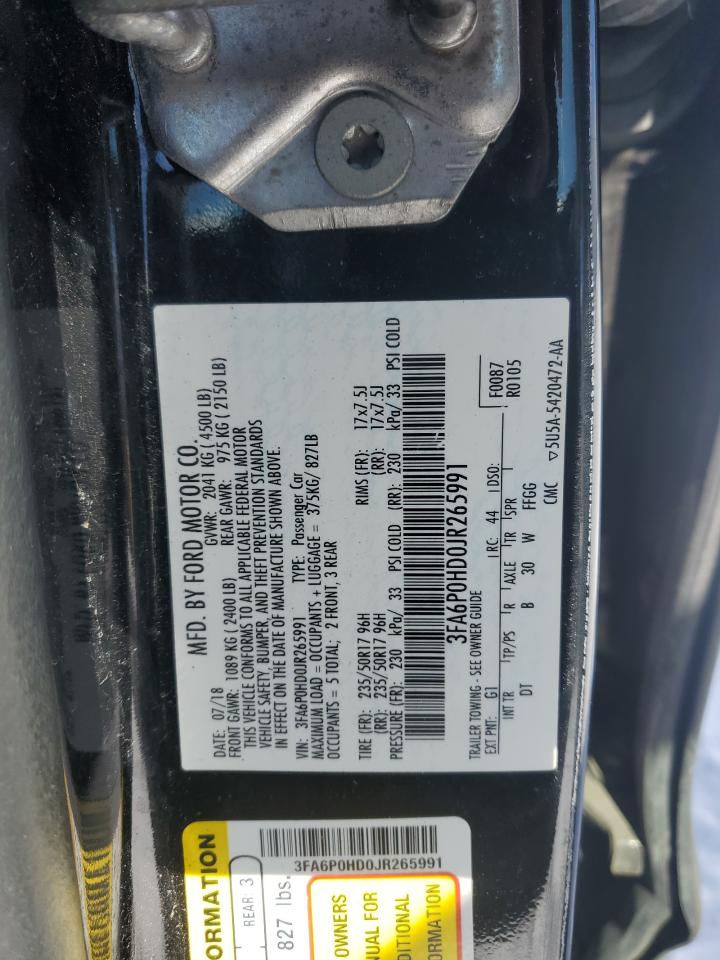 MFD. BY FORD MOTOR CO.
DATE: 07/18 GVWR: 2041 KG ( 4500 LB)
FRONT GAWR: 1089 KG ( 2400 LB) REAR GAWR: 975 KG ( 2150 LB)
THIS VEHICLE CONFORMS TO ALL APPLICABLE FEDERAL MOTOR
VEHICLE SAFETY, BUMPER, AND THEFT PREVENTION STANDARDS
IN EFFECT ON THE DATE OF MANUFACTURE SHOWN ABOVE.
VIN: 3FA6P0HD0JR265991 TYPE: Passenger Car
MAXIMUM LOAD = OCCUPANTS + LUGGAGE = 375KG/ 827LB
OCCUPANTS = 5 TOTAL; 2 FRONT, 3 REAR
TIRE (FR): 235/50R17 96H RIMS (FR): 17x7.5J
(RR): 235/50R17 96H (RR): 17x7.5J
PRESSURE (FR): 230 kPa/ 33 PSI COLD (RR): 230 kPa/ 33 PSI COLD
3FA6P0HD0JR265991
TRAILER TOWING - SEE OWNER GUIDE F0087
EXT PNT: G1 RC: 44 DSO: R0105
INT TR TP/PS R AXLE TR SPR
DT B 30 W FFGG
CMC ▽5U5A-5420472-AA
3FA6P0HD0JR265991
ORMATION
REAR: 3
827 lbs.
OWNERS
NUAL FOR
DITIONAL
ORMATION